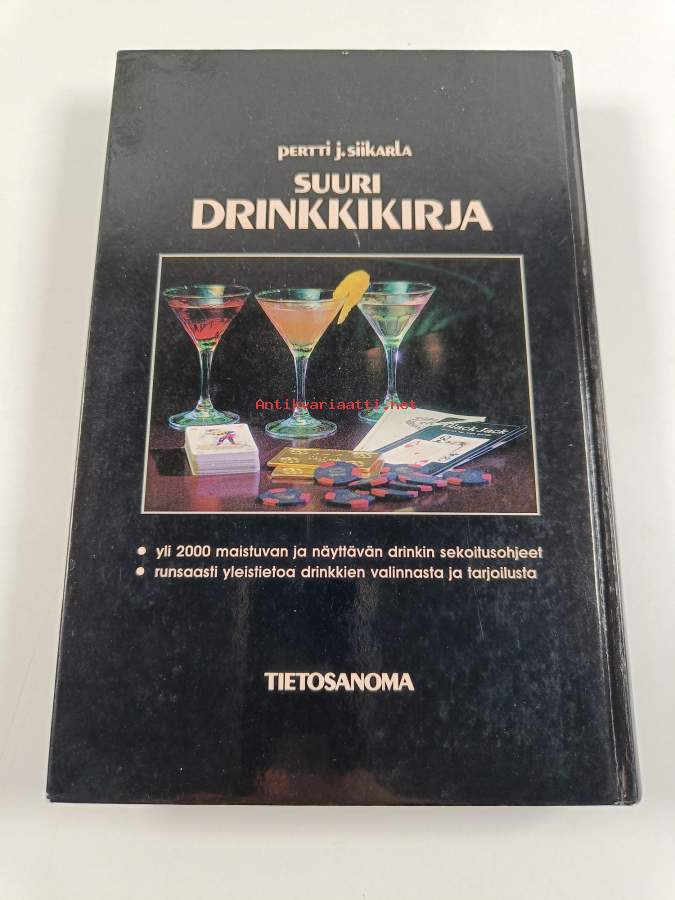 pertti j. siikarla
SUURI
DRINKKIKIRJA
Antikvariaatti.net
Black Jack
• yli 2000 maistuvan ja näyttävän drinkin sekoitusohjeet
• runsaasti yleistietoa drinkkien valinnasta ja tarjoilusta
TIETOSANOMA